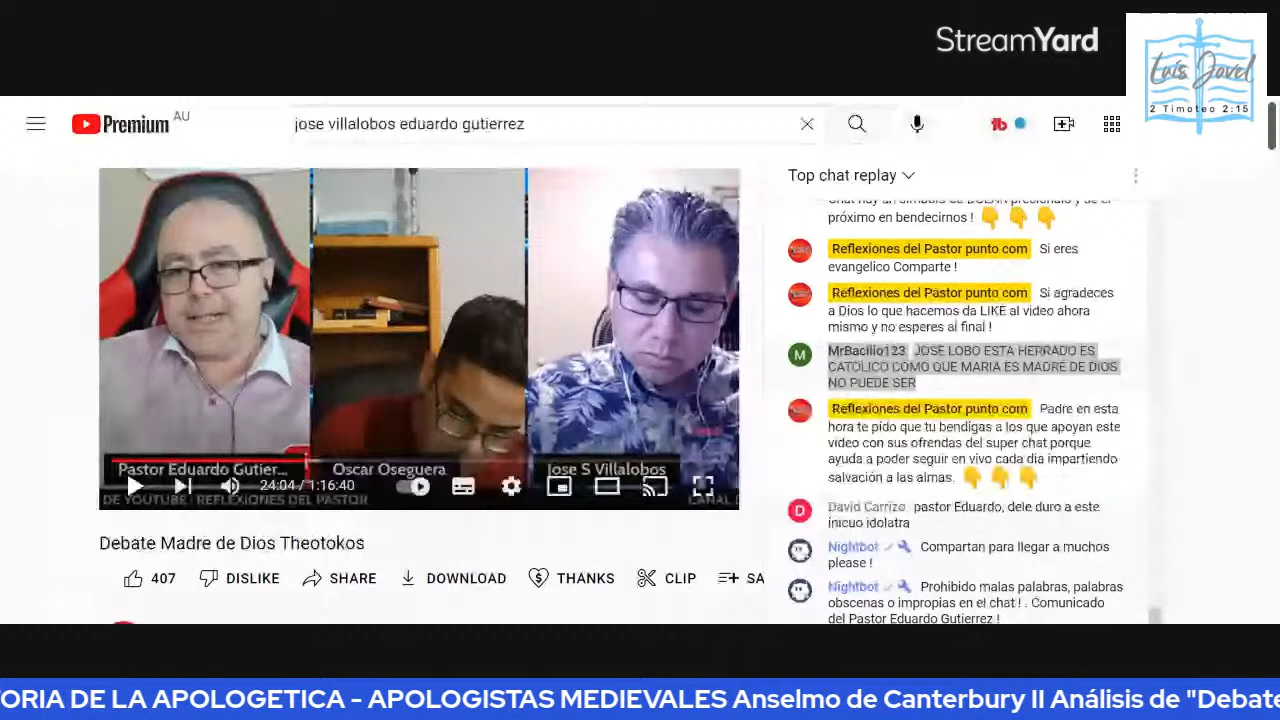 StreamYard
Luis Jovel
2 Timoteo 2:15
Premium AU
jose villalobos eduardo gutierrez
Top chat replay
próximo en bendecirnos ! 👇 👇 👇
Reflexiones del Pastor punto com Si eres
evangelico Comparte !
Reflexiones del Pastor punto com Si agradeces
a Dios lo que hacemos da LIKE al video ahora
mismo y no esperes al final !
M MrBacilio123 JOSE LOBO ESTA HERRADO ES
CATOLICO COMO QUE MARIA ES MADRE DE DIOS
NO PUEDE SER
Reflexiones del Pastor punto com Padre en esta
hora te pido que tu bendigas a los que apoyan este
video con sus ofrendas del super chat porque
ayuda a poder seguir en vivo cada dia impartiendo
salvación a las almas. 👇 👇 👇
D David Carrizo pastor Eduardo, dele duro a este
inicuo idolatra
Nightbot Compartan para llegar a muchos
please !
Nightbot Prohibido malas palabras, palabras
obscenas o impropias en el chat ! . Comunicado
del Pastor Eduardo Gutierrez !
Pastor Eduardo Gutier... Oscar Oseguera Jose S Villalobos
24:04 / 1:16:40
DE YOUTUBE : REFLEXIONES DEL PASTOR CANAL D
Debate Madre de Dios Theotokos
407 DISLIKE SHARE DOWNLOAD THANKS CLIP SA
TORIA DE LA APOLOGETICA - APOLOGISTAS MEDIEVALES Anselmo de Canterbury II Análisis de "Debate